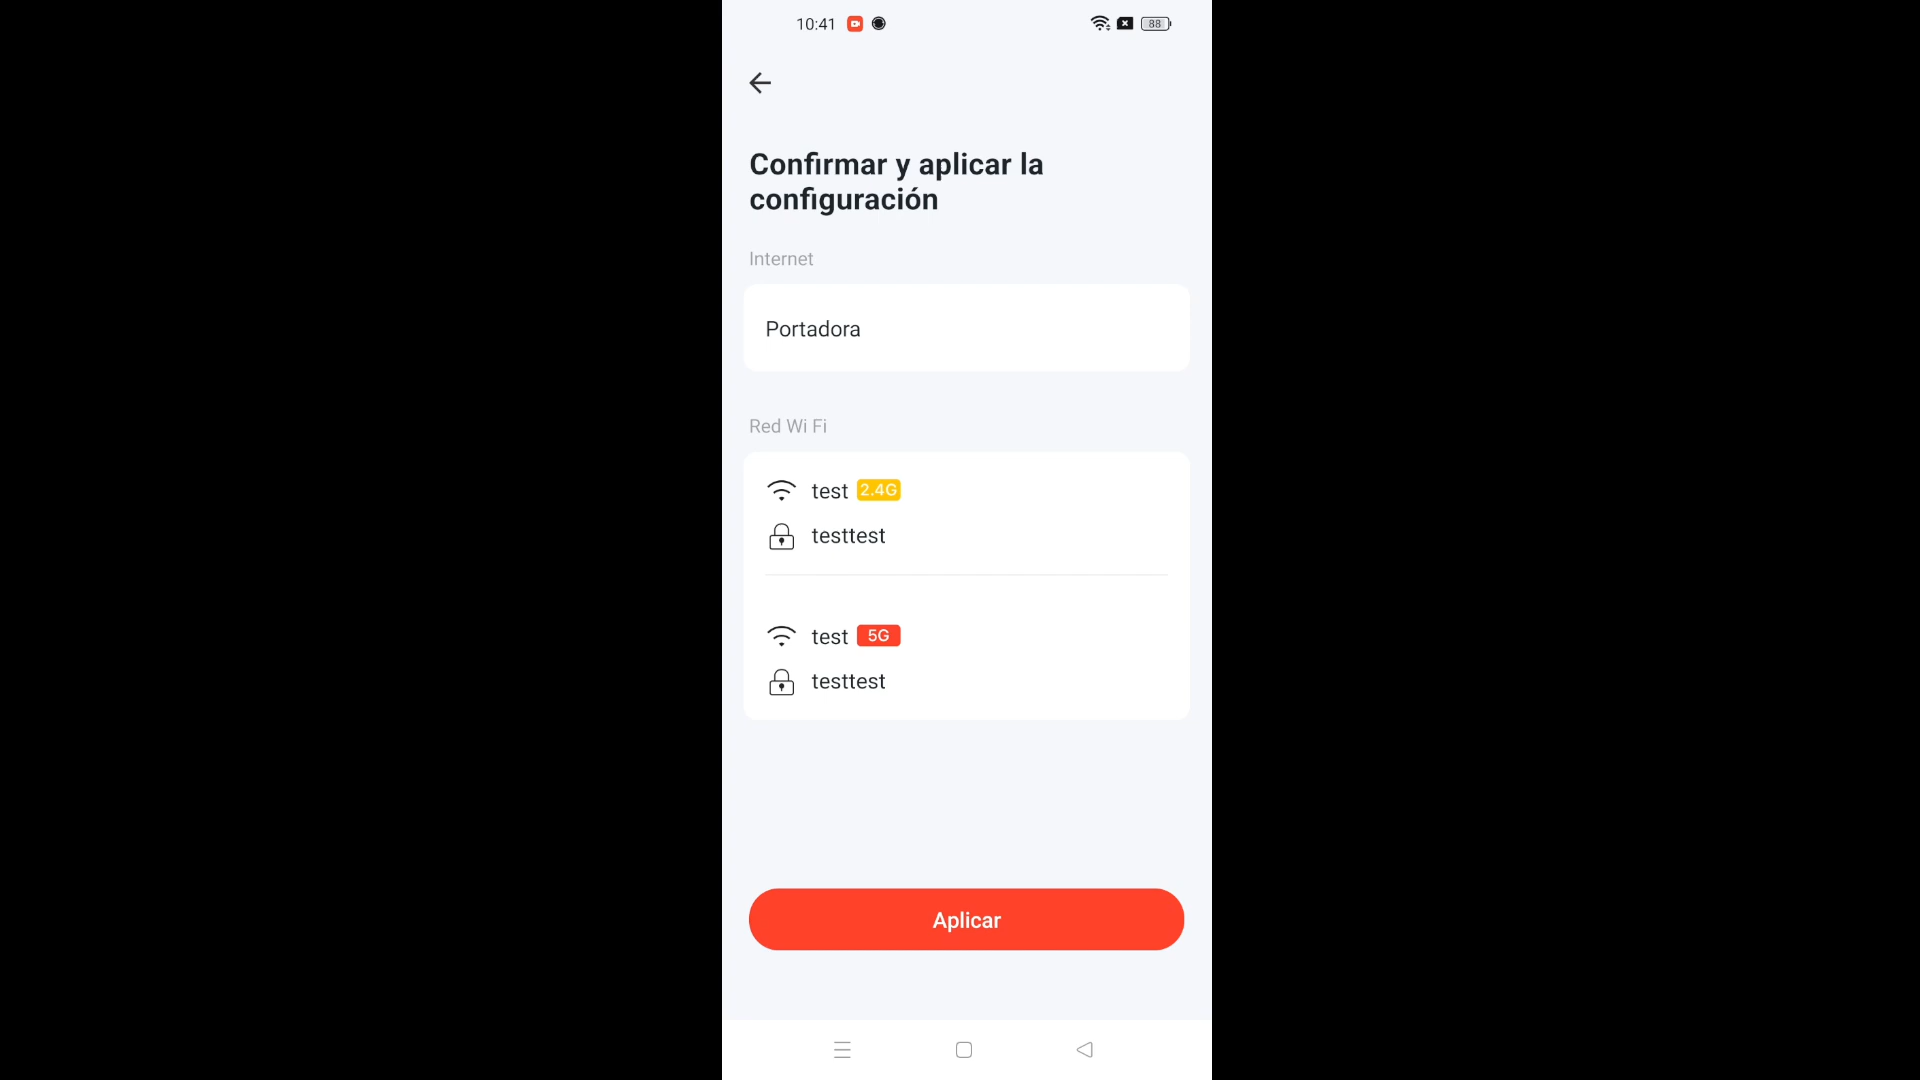 10:41
88
Confirmar y aplicar la
configuración
Internet
Portadora
Red Wi Fi
test 2.4G
testtest
test 5G
testtest
Aplicar